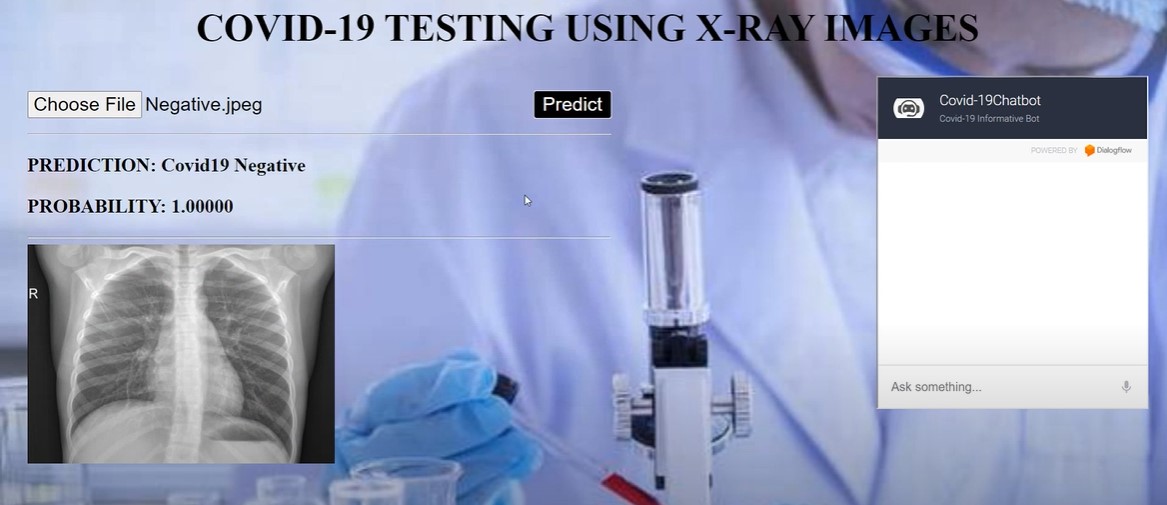 COVID-19 TESTING USING X-RAY IMAGES
Choose File Negative.jpeg
Predict
PREDICTION: Covid19 Negative
PROBABILITY: 1.00000
R
Covid-19Chatbot
Covid-19 Informative Bot
POWERED BY Dialogflow
Ask something...